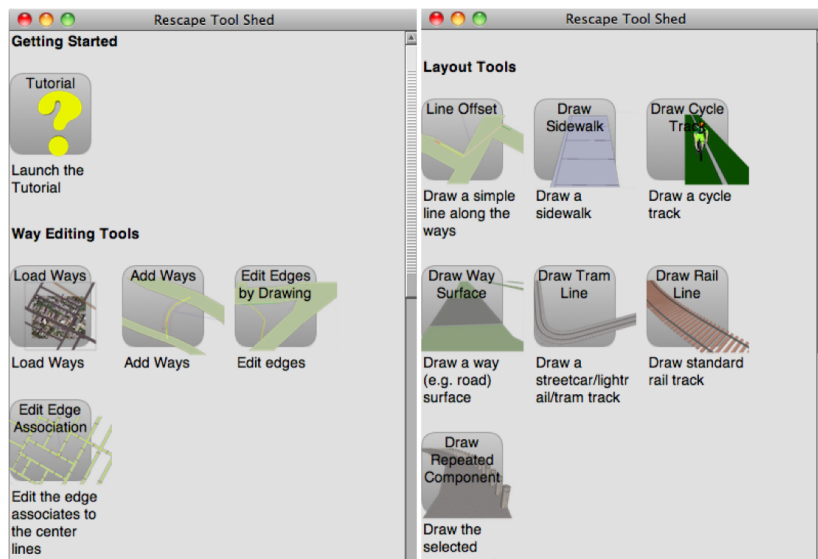 Rescape Tool Shed
Getting Started
Tutorial
Launch the
Tutorial
Way Editing Tools
Load Ways
Load Ways
Add Ways
Add Ways
Edit Edges
by Drawing
Edit edges
Edit Edge
Association
Edit the edge
associates to
the center
lines
Rescape Tool Shed
Layout Tools
Line Offset
Draw a simple
line along the
ways
Draw
Sidewalk
Draw a
sidewalk
Draw Cycle
Track
Draw a cycle
track
Draw Way
Surface
Draw a way
(e.g. road)
surface
Draw Tram
Line
Draw a
streetcar/lightr
ail/tram track
Draw Rail
Line
Draw standard
rail track
Draw
Repeated
Component
Draw the
selected